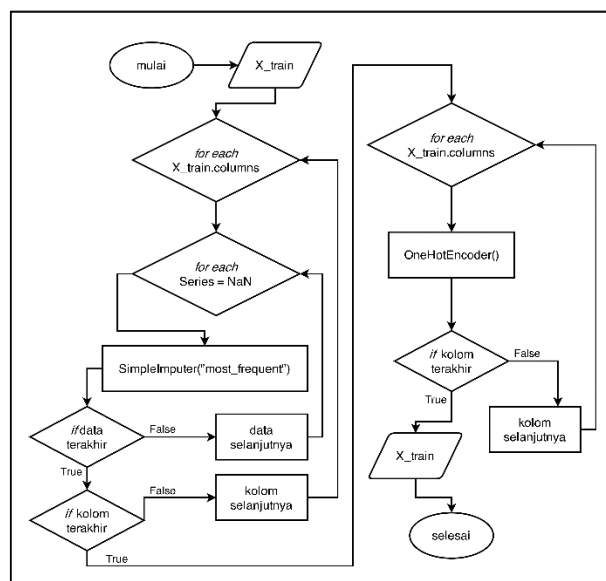 mulai
X_train
for each
X_train.columns
for each
Series = NaN
SimpleImputer("most_frequent")
if data
terakhir
False
data
selanjutnya
True
if kolom
terakhir
False
kolom
selanjutnya
True
for each
X_train.columns
OneHotEncoder()
if kolom
terakhir
False
kolom
selanjutnya
True
X_train
selesai